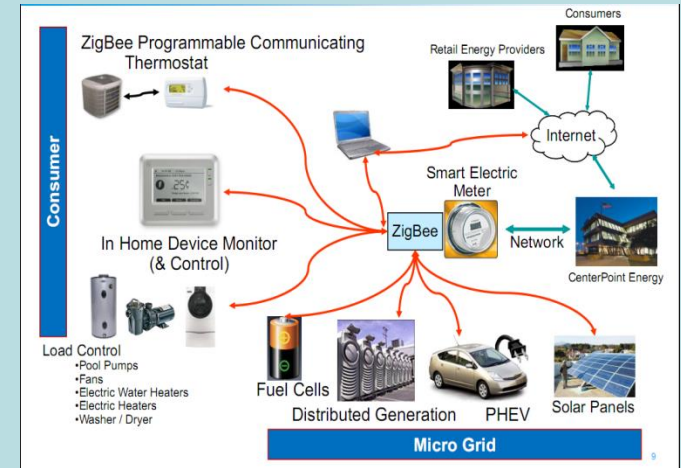 Consumers
ZigBee Programmable Communicating
Thermostat
Retail Energy Providers
Internet
Consumer
Smart Electric
Meter
ZigBee
Network
In Home Device Monitor
(& Control)
CenterPoint Energy
Load Control
•Pool Pumps
•Fans
•Electric Water Heaters
•Electric Heaters
•Washer / Dryer
Fuel Cells
Distributed Generation
PHEV
Solar Panels
Micro Grid
9